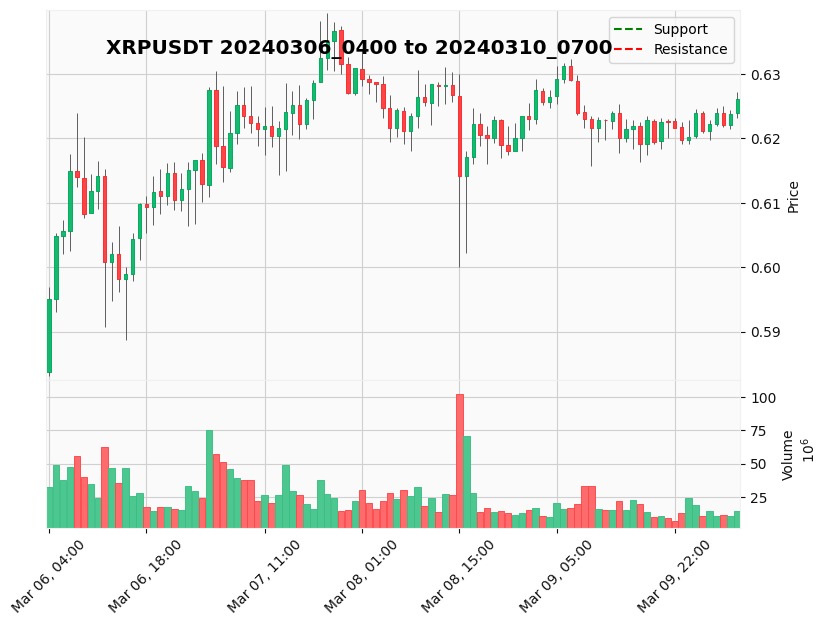 XRPUSDT 20240306_0400 to 20240310_0700
Support
Resistance
0.63
0.62
0.61
0.60
0.59
Price
100
75
50
25
Volume
10^6
Mar 06, 04:00
Mar 06, 18:00
Mar 07, 11:00
Mar 08, 01:00
Mar 08, 15:00
Mar 09, 05:00
Mar 09, 22:00